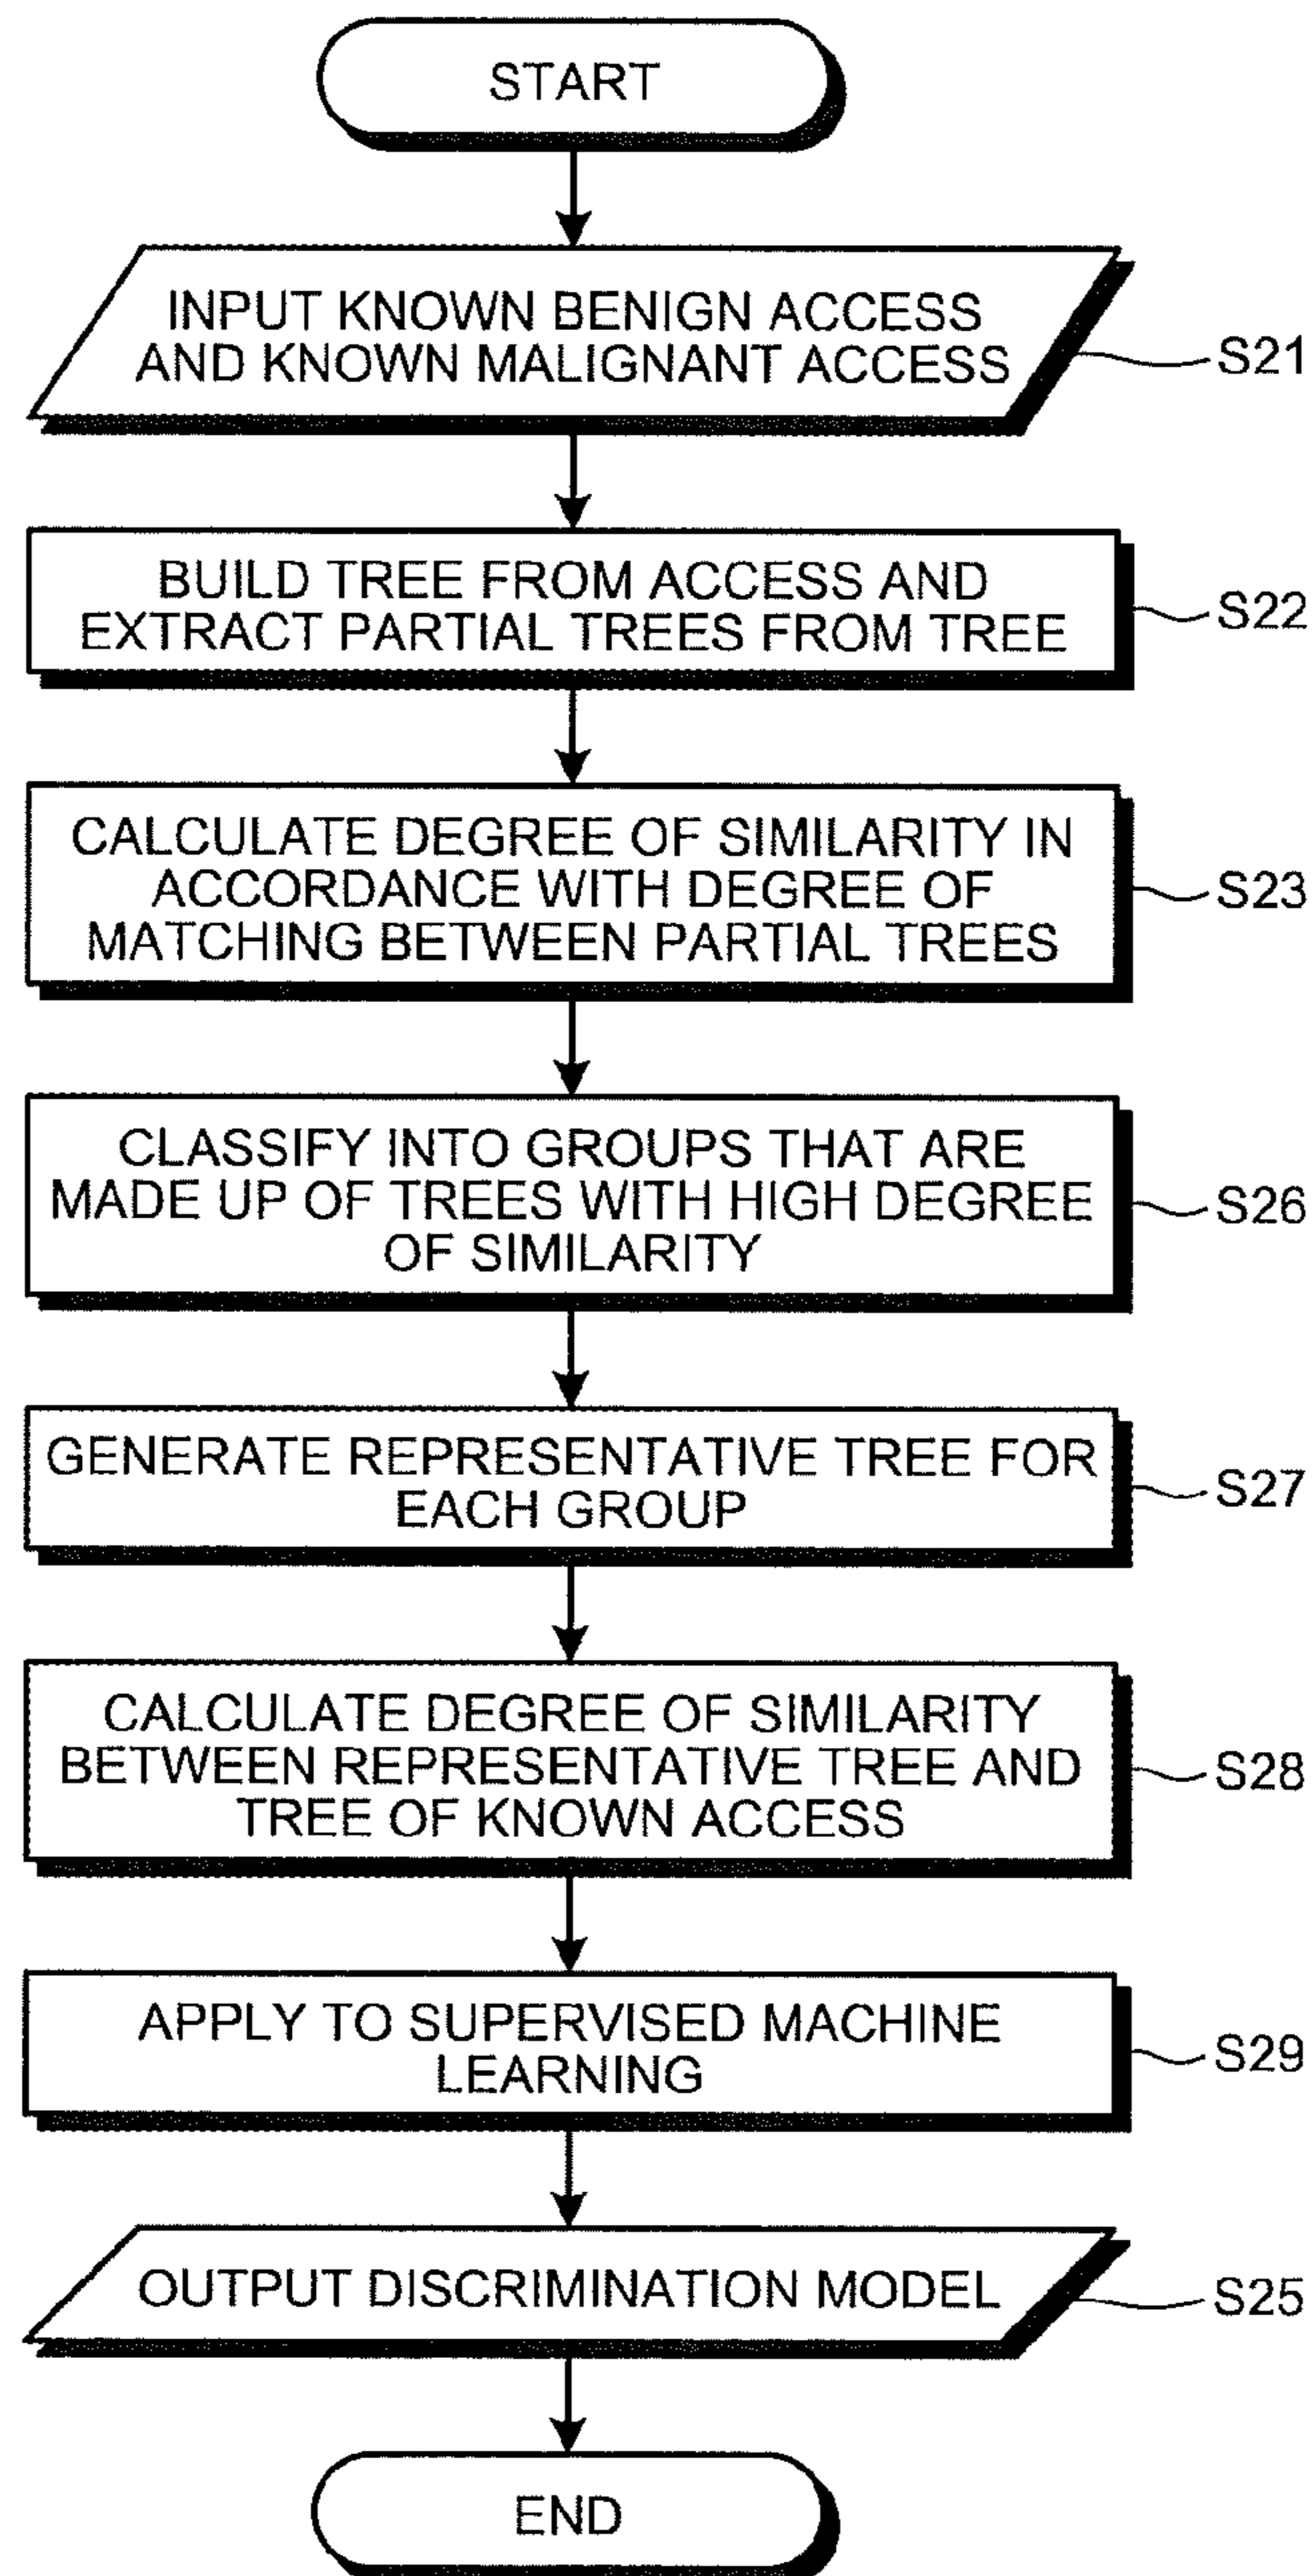 START
INPUT KNOWN BENIGN ACCESS
AND KNOWN MALIGNANT ACCESS
S21
BUILD TREE FROM ACCESS AND
EXTRACT PARTIAL TREES FROM TREE
S22
CALCULATE DEGREE OF SIMILARITY IN
ACCORDANCE WITH DEGREE OF
MATCHING BETWEEN PARTIAL TREES
S23
CLASSIFY INTO GROUPS THAT ARE
MADE UP OF TREES WITH HIGH DEGREE
OF SIMILARITY
S26
GENERATE REPRESENTATIVE TREE FOR
EACH GROUP
S27
CALCULATE DEGREE OF SIMILARITY
BETWEEN REPRESENTATIVE TREE AND
TREE OF KNOWN ACCESS
S28
APPLY TO SUPERVISED MACHINE
LEARNING
S29
OUTPUT DISCRIMINATION MODEL
S25
END